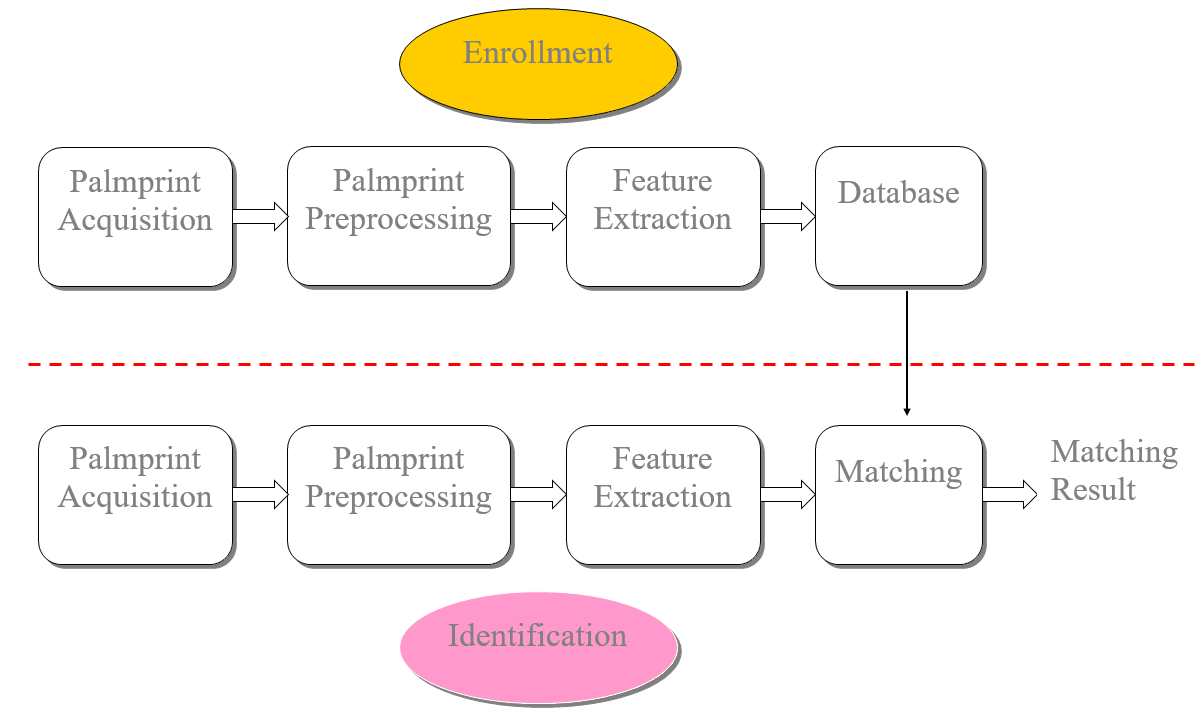 Enrollment
Palmprint
Acquisition
Palmprint
Preprocessing
Feature
Extraction
Database
Palmprint
Acquisition
Palmprint
Preprocessing
Feature
Extraction
Matching
Matching
Result
Identification